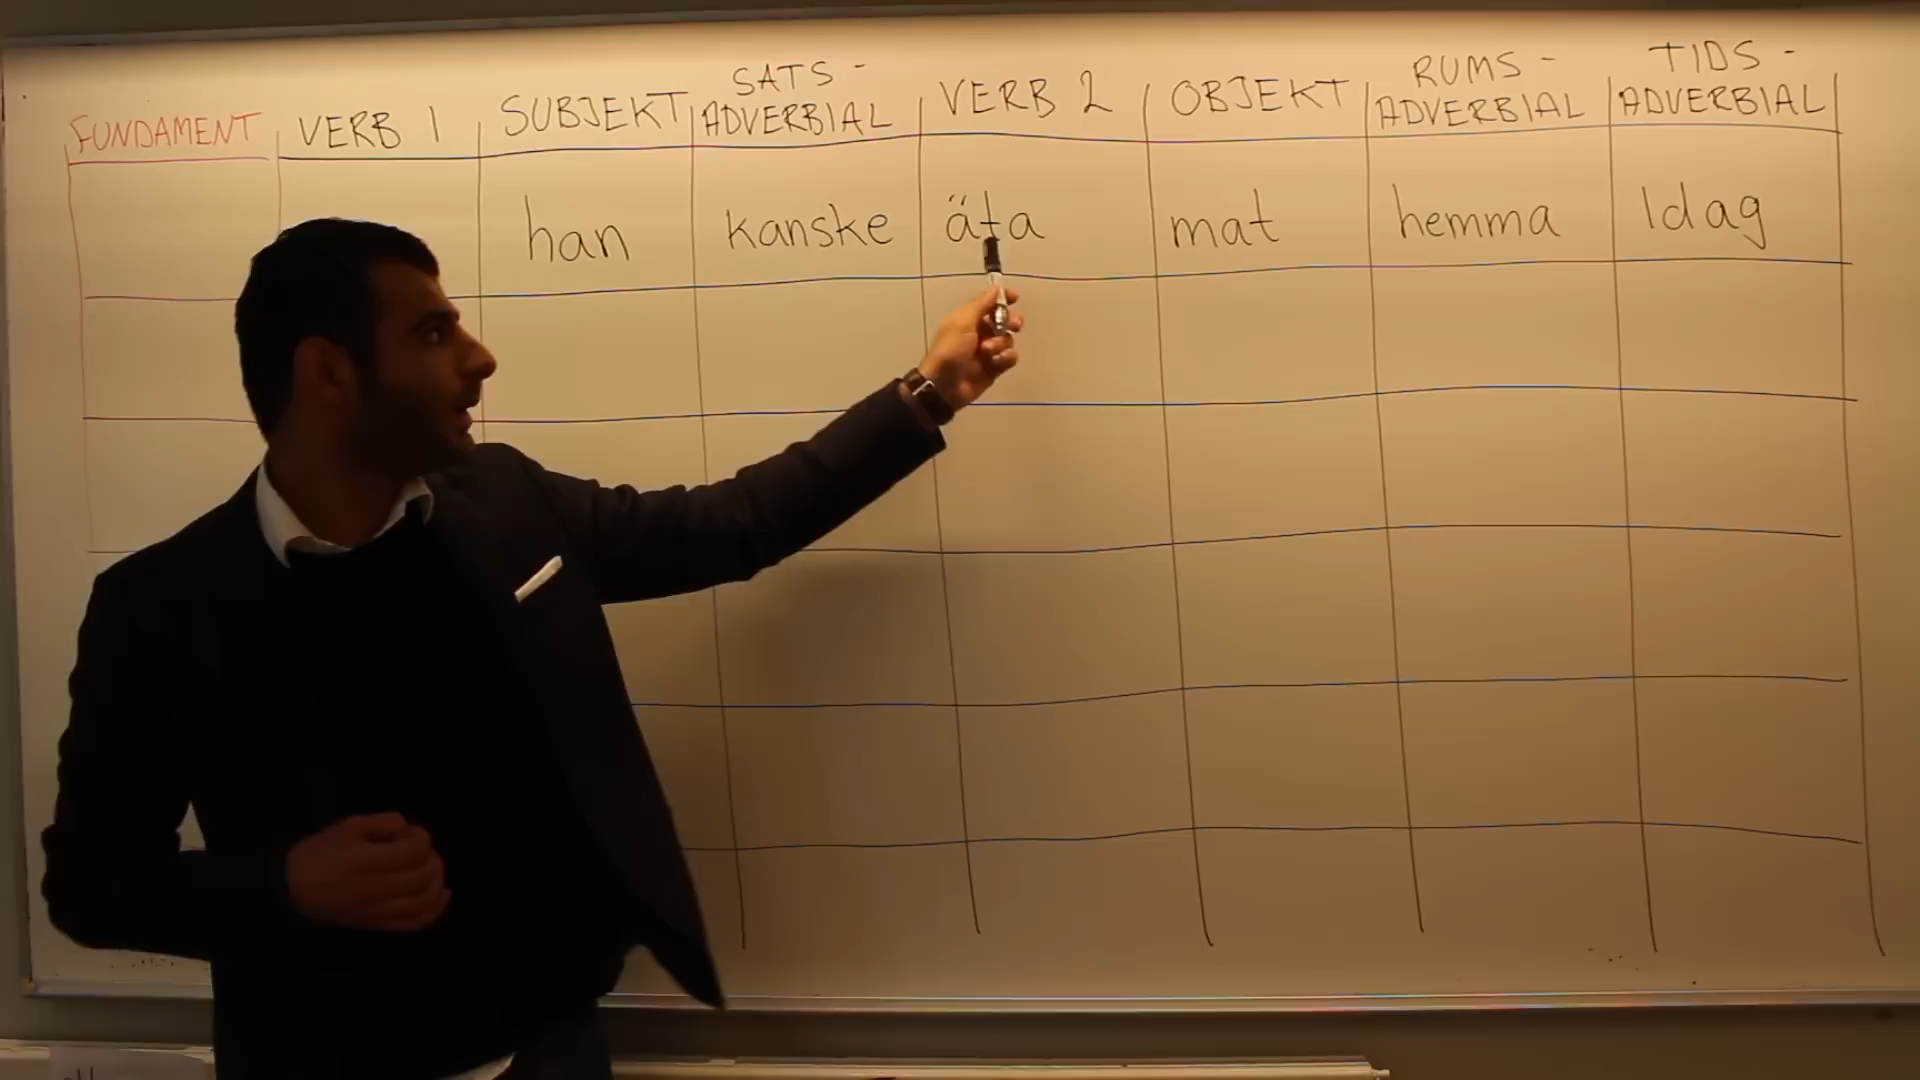 FUNDAMENT VERB 1 SUBJEKT SATS-ADVERBIAL VERB 2 OBJEKT RUMS-ADVERBIAL TIDS-ADVERBIAL
han kanske äta mat hemma Idag